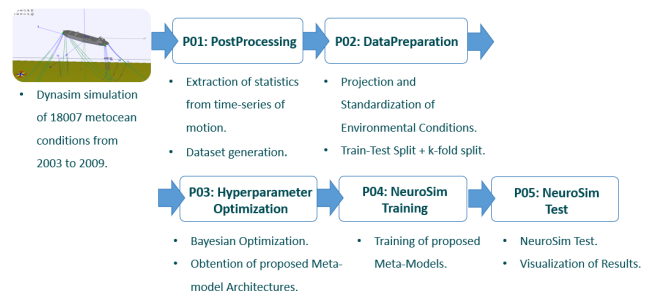 P01: PostProcessing
P02: DataPreparation
• Dynasim simulation
of 18007 metocean
conditions from
2003 to 2009.
• Extraction of statistics
from time-series of
motion.
• Dataset generation.
• Projection and
Standardization of
Environmental Conditions.
• Train-Test Split + k-fold split.
P03: Hyperparameter
Optimization
P04: NeuroSim
Training
P05: NeuroSim
Test
• Bayesian Optimization.
• Obtention of proposed Meta-
model Architectures.
• Training of proposed
Meta-Models.
• NeuroSim Test.
• Visualization of Results.